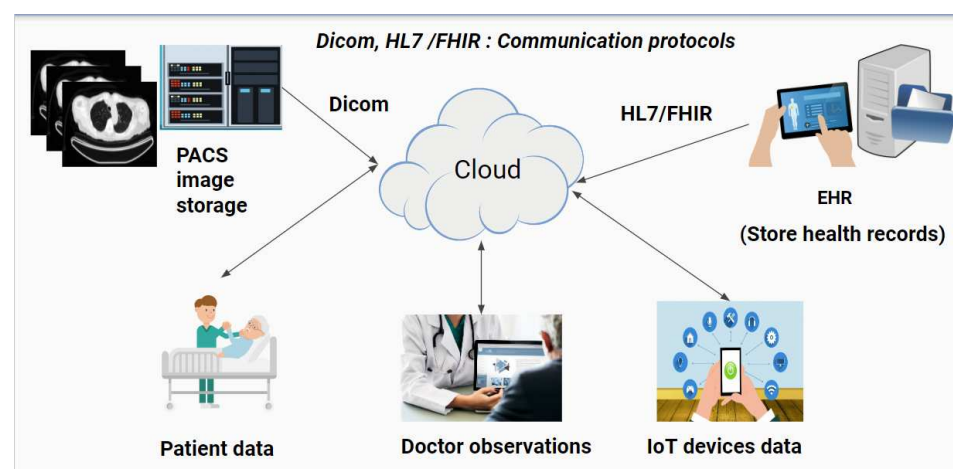 Dicom, HL7 /FHIR : Communication protocols
Dicom
HL7/FHIR
PACS
image
storage
Cloud
EHR
(Store health records)
Patient data
Doctor observations
IoT devices data